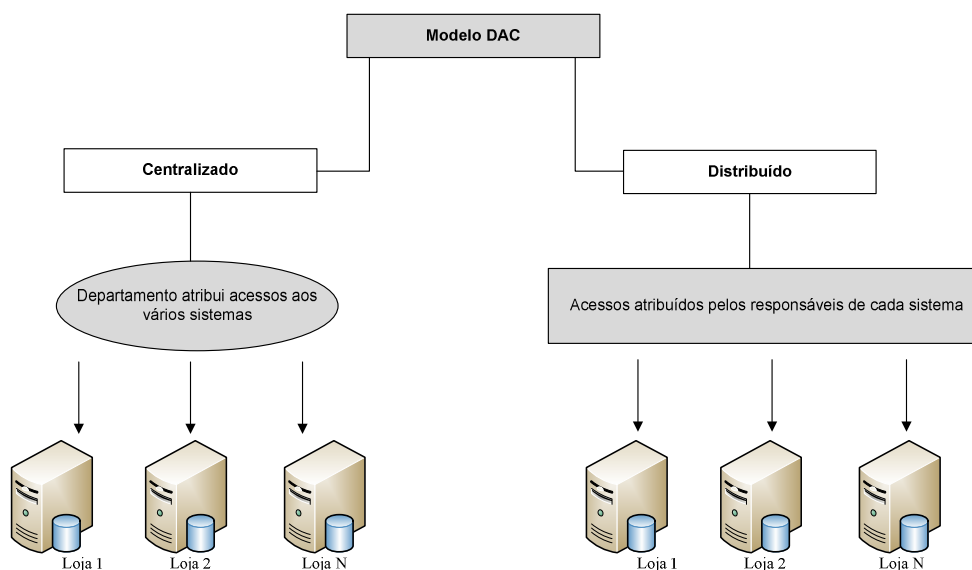 Modelo DAC
Centralizado
Distribuído
Departamento atribui acessos aos
vários sistemas
Acessos atribuídos pelos responsáveis de cada sistema
Loja 1
Loja 2
Loja N
Loja 1
Loja 2
Loja N